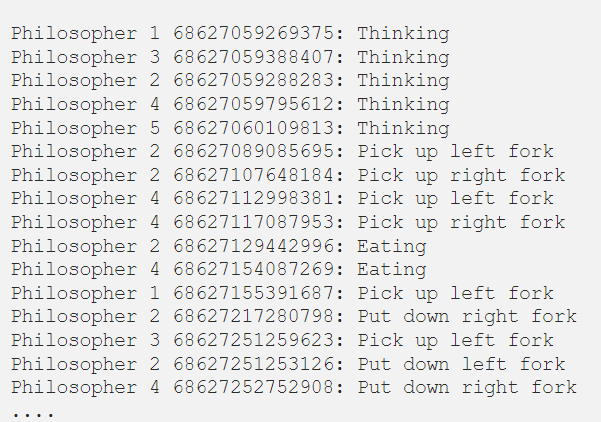 Philosopher 1 68627059269375: Thinking
Philosopher 3 68627059388407: Thinking
Philosopher 2 68627059288283: Thinking
Philosopher 4 68627059795612: Thinking
Philosopher 5 68627060109813: Thinking
Philosopher 2 68627089085695: Pick up left fork
Philosopher 2 68627107648184: Pick up right fork
Philosopher 4 68627112998381: Pick up left fork
Philosopher 4 68627117087953: Pick up right fork
Philosopher 2 68627129442996: Eating
Philosopher 4 68627154087269: Eating
Philosopher 1 68627155391687: Pick up left fork
Philosopher 2 68627217280798: Put down right fork
Philosopher 3 68627251259623: Pick up left fork
Philosopher 2 68627251253126: Put down left fork
Philosopher 4 68627252752908: Put down right fork
....